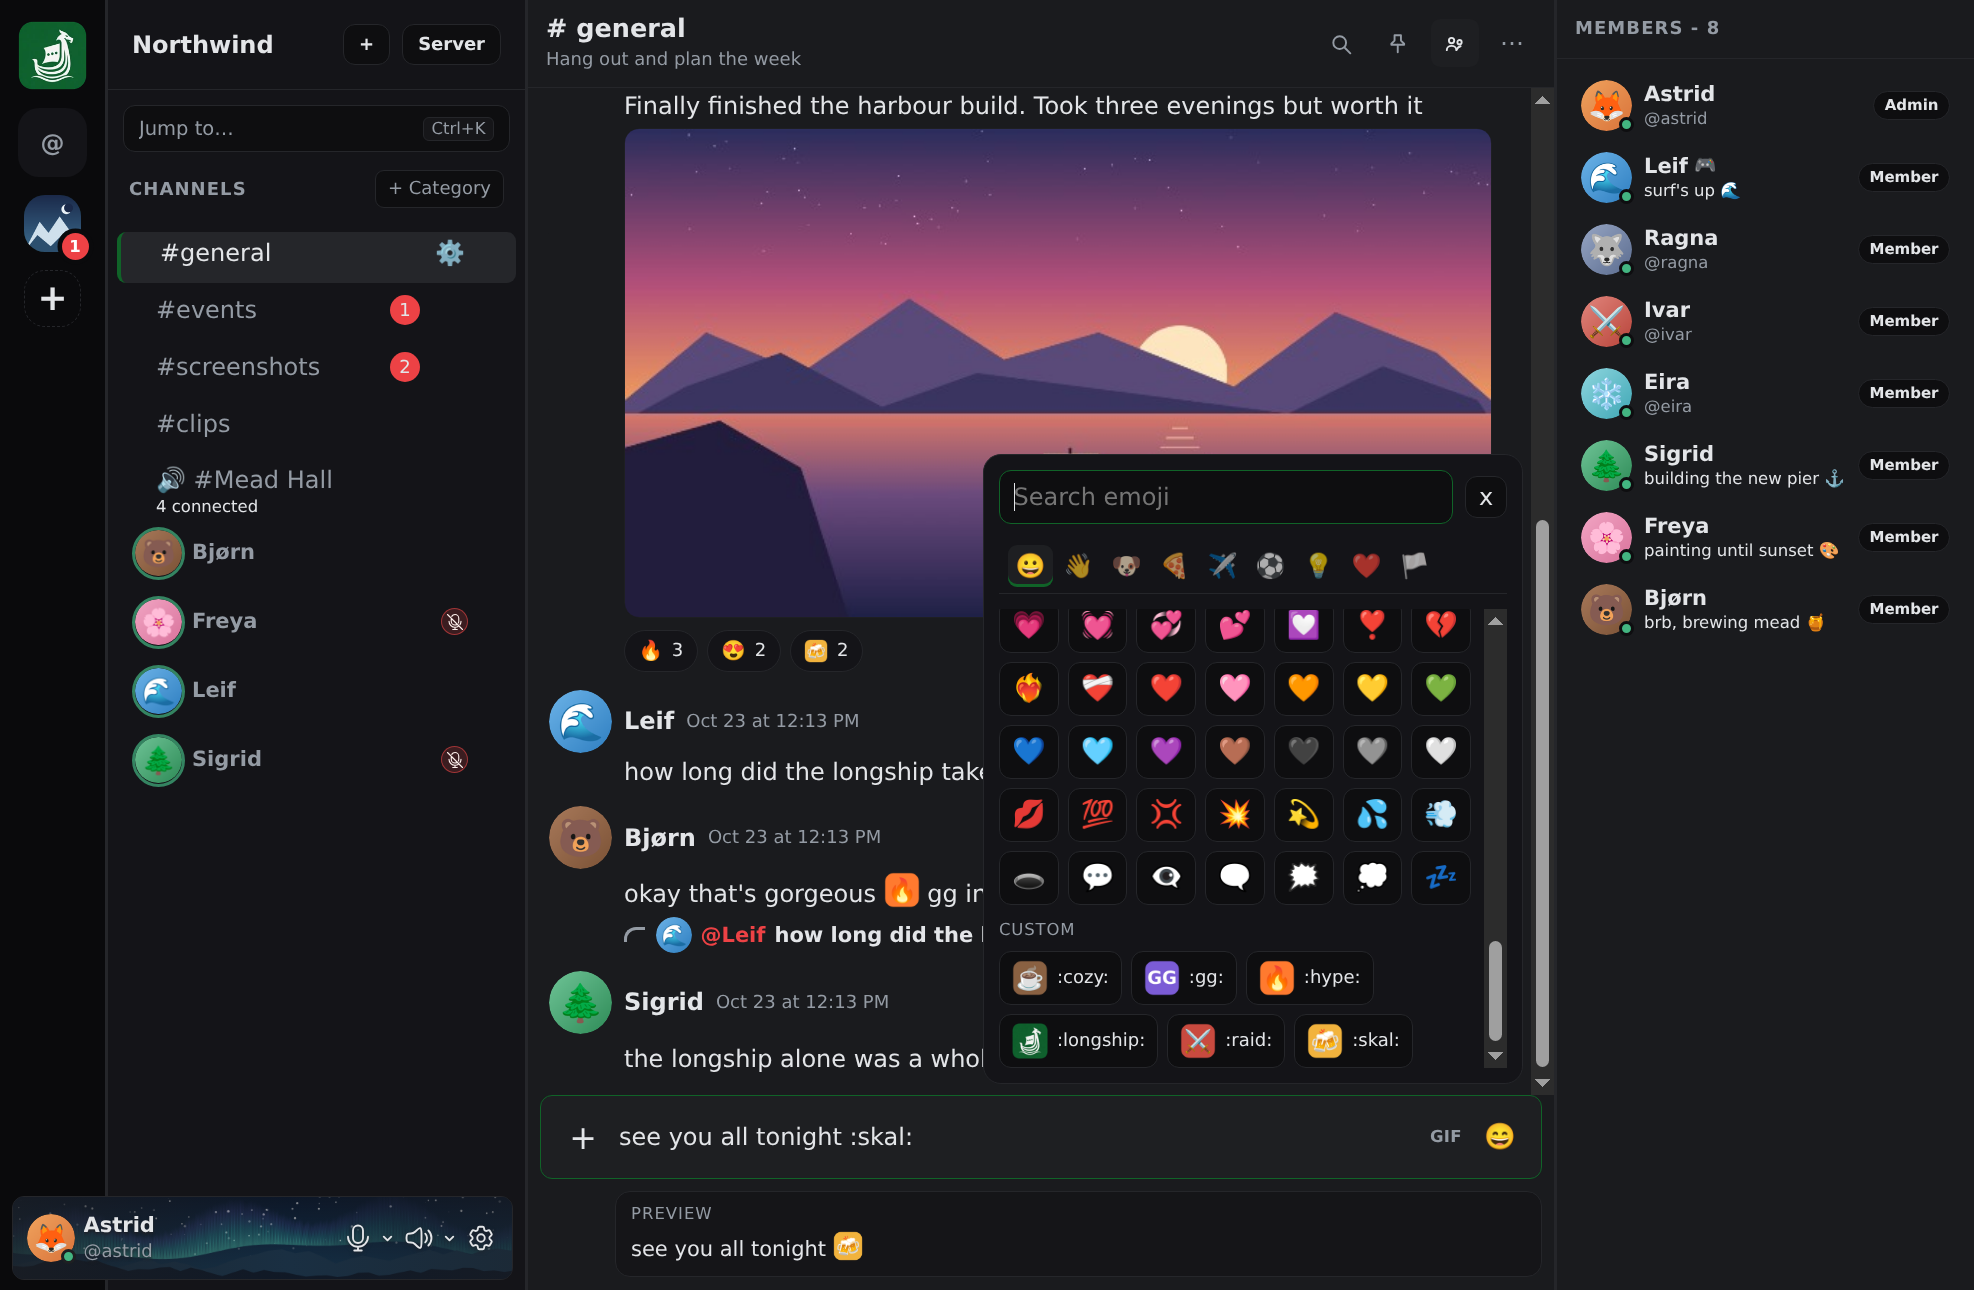 Northwind
+
Server
Jump to...
Ctrl+K
CHANNELS
+ Category
@
1
+
#general
#events
1
#screenshots
2
#clips
#Mead Hall
4 connected
Bjørn
Freya
Leif
Sigrid
Astrid
@astrid
# general
Hang out and plan the week
Finally finished the harbour build. Took three evenings but worth it
3
2
2
Leif Oct 23 at 12:13 PM
how long did the longship take
Bjørn Oct 23 at 12:13 PM
okay that's gorgeous gg in
@Leif how long did the
Sigrid Oct 23 at 12:13 PM
the longship alone was a whol
Search emoji
x
CUSTOM
:cozy:
GG :gg:
:hype:
:longship:
:raid:
:skal:
+ see you all tonight :skal:
GIF
PREVIEW
see you all tonight
MEMBERS - 8
Astrid
@astrid
Admin
Leif
surf's up
Member
Ragna
@ragna
Member
Ivar
@ivar
Member
Eira
@eira
Member
Sigrid
building the new pier
Member
Freya
painting until sunset
Member
Bjørn
brb, brewing mead
Member